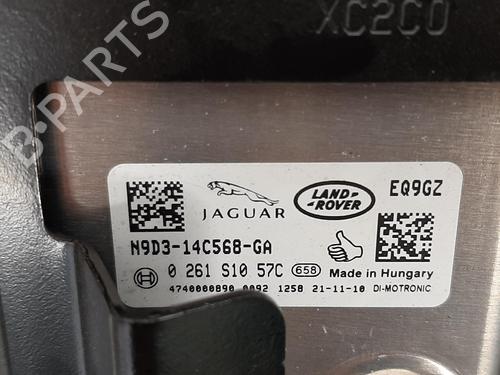 XC2C0
B-PARTS
JAGUAR
LAND-
ROVER
EQ9GZ
N9D3-14C568-GA
0 261 S10 57C 658 Made in Hungary
4740000890 0092 1258 21-11-10 DI-MOTRONIC